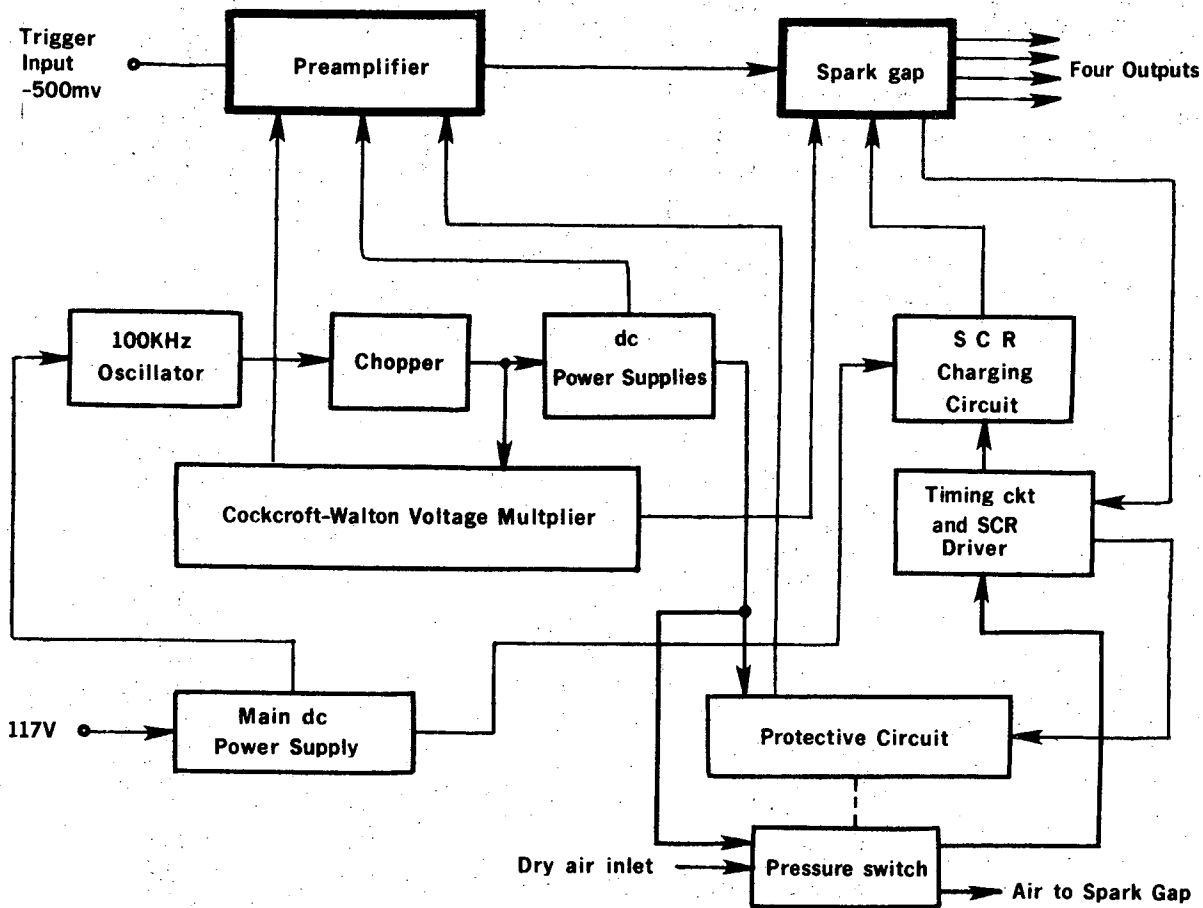 Trigger
Input
-500mv
Preamplifier
Spark gap
Four Outputs
100KHz
Oscillator
Chopper
dc
Power Supplies
S C R
Charging
Circuit
Cockcroft-Walton Voltage Multplier
Timing ckt
and SCR
Driver
117V
Main dc
Power Supply
Protective Circuit
Dry air inlet
Pressure switch
Air to Spark Gap